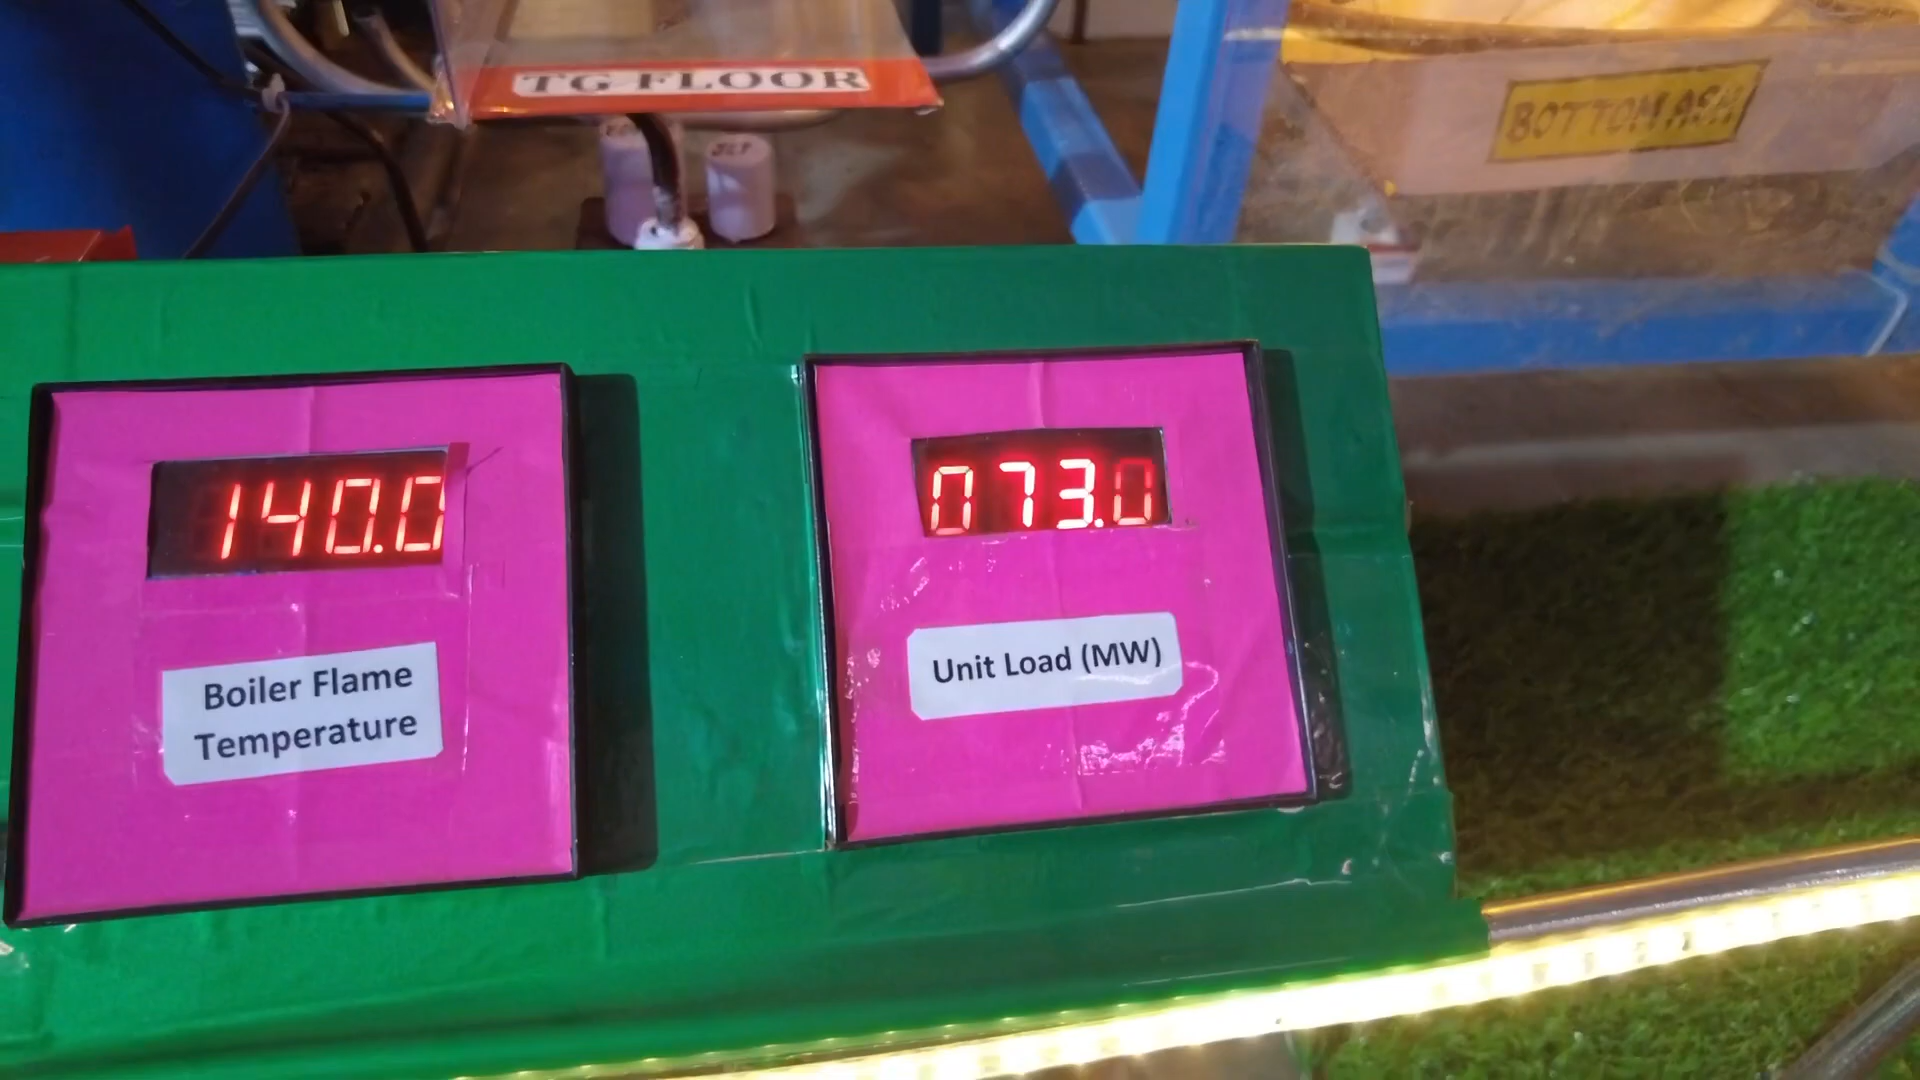 TG FLOOR
BOTTOM ASH
140.0
073.0
Boiler Flame
Temperature
Unit Load (MW)